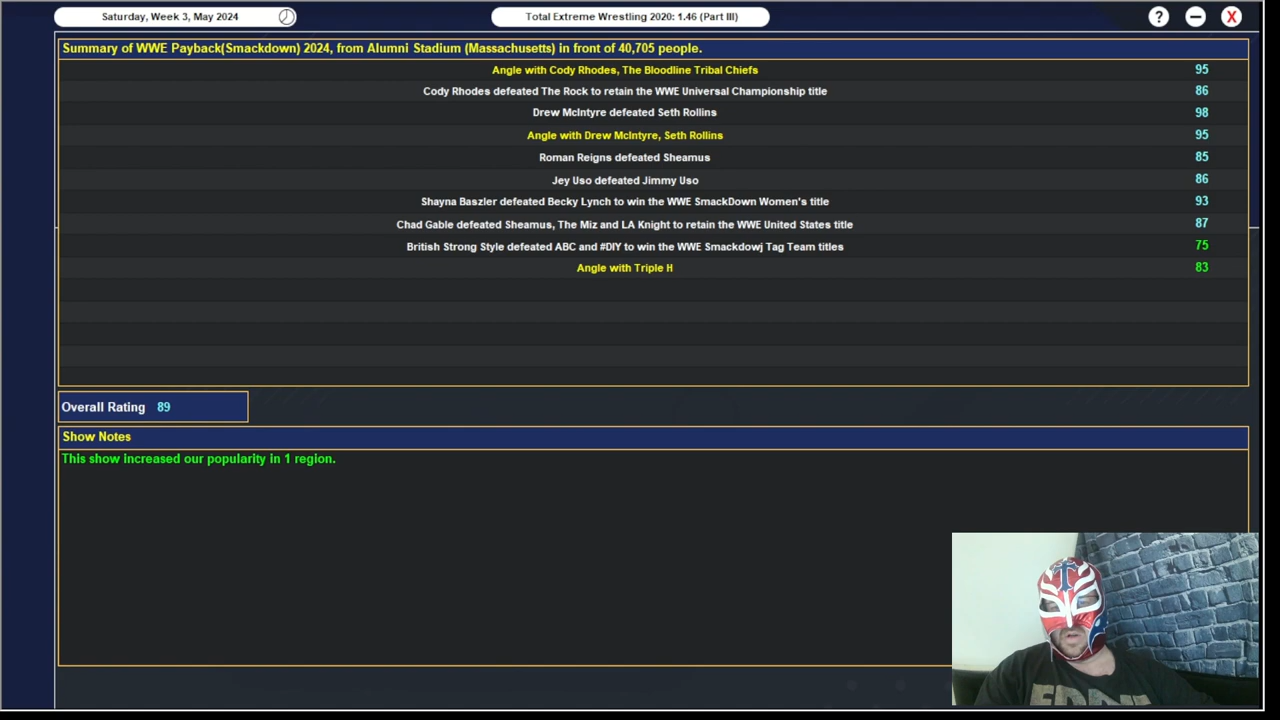 Saturday, Week 3, May 2024
Total Extreme Wrestling 2020: 1.46 (Part III)
?
X
Summary of WWE Payback(Smackdown) 2024, from Alumni Stadium (Massachusetts) in front of 40,705 people.
Angle with Cody Rhodes, The Bloodline Tribal Chiefs 95
Cody Rhodes defeated The Rock to retain the WWE Universal Championship title 86
Drew McIntyre defeated Seth Rollins 98
Angle with Drew McIntyre, Seth Rollins 95
Roman Reigns defeated Sheamus 85
Jey Uso defeated Jimmy Uso 86
Shayna Baszler defeated Becky Lynch to win the WWE SmackDown Women's title 93
Chad Gable defeated Sheamus, The Miz and LA Knight to retain the WWE United States title 87
British Strong Style defeated ABC and #DIY to win the WWE Smackdowj Tag Team titles 75
Angle with Triple H 83
Overall Rating 89
Show Notes
This show increased our popularity in 1 region.